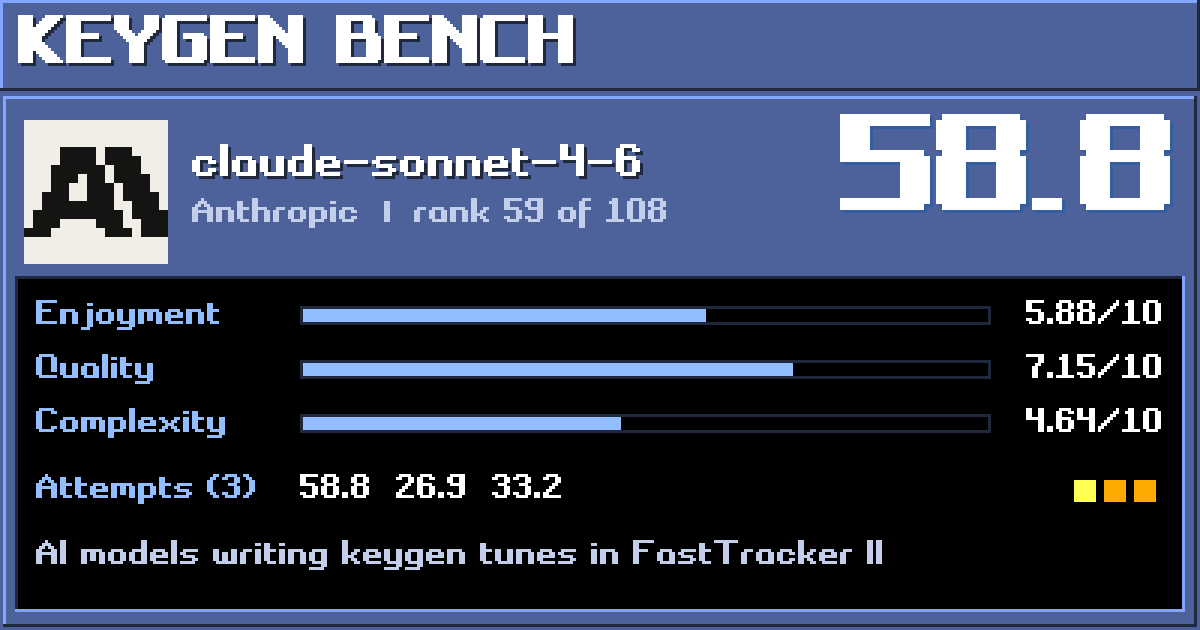 KEYGEN BENCH
claude-sonnet-4-6
58.8
Anthropic | rank 59 of 108
Enjoyment 5.88/10
Quality 7.15/10
Complexity 4.64/10
Attempts (3) 58.8 26.9 33.2
AI models writing keygen tunes in FastTracker II